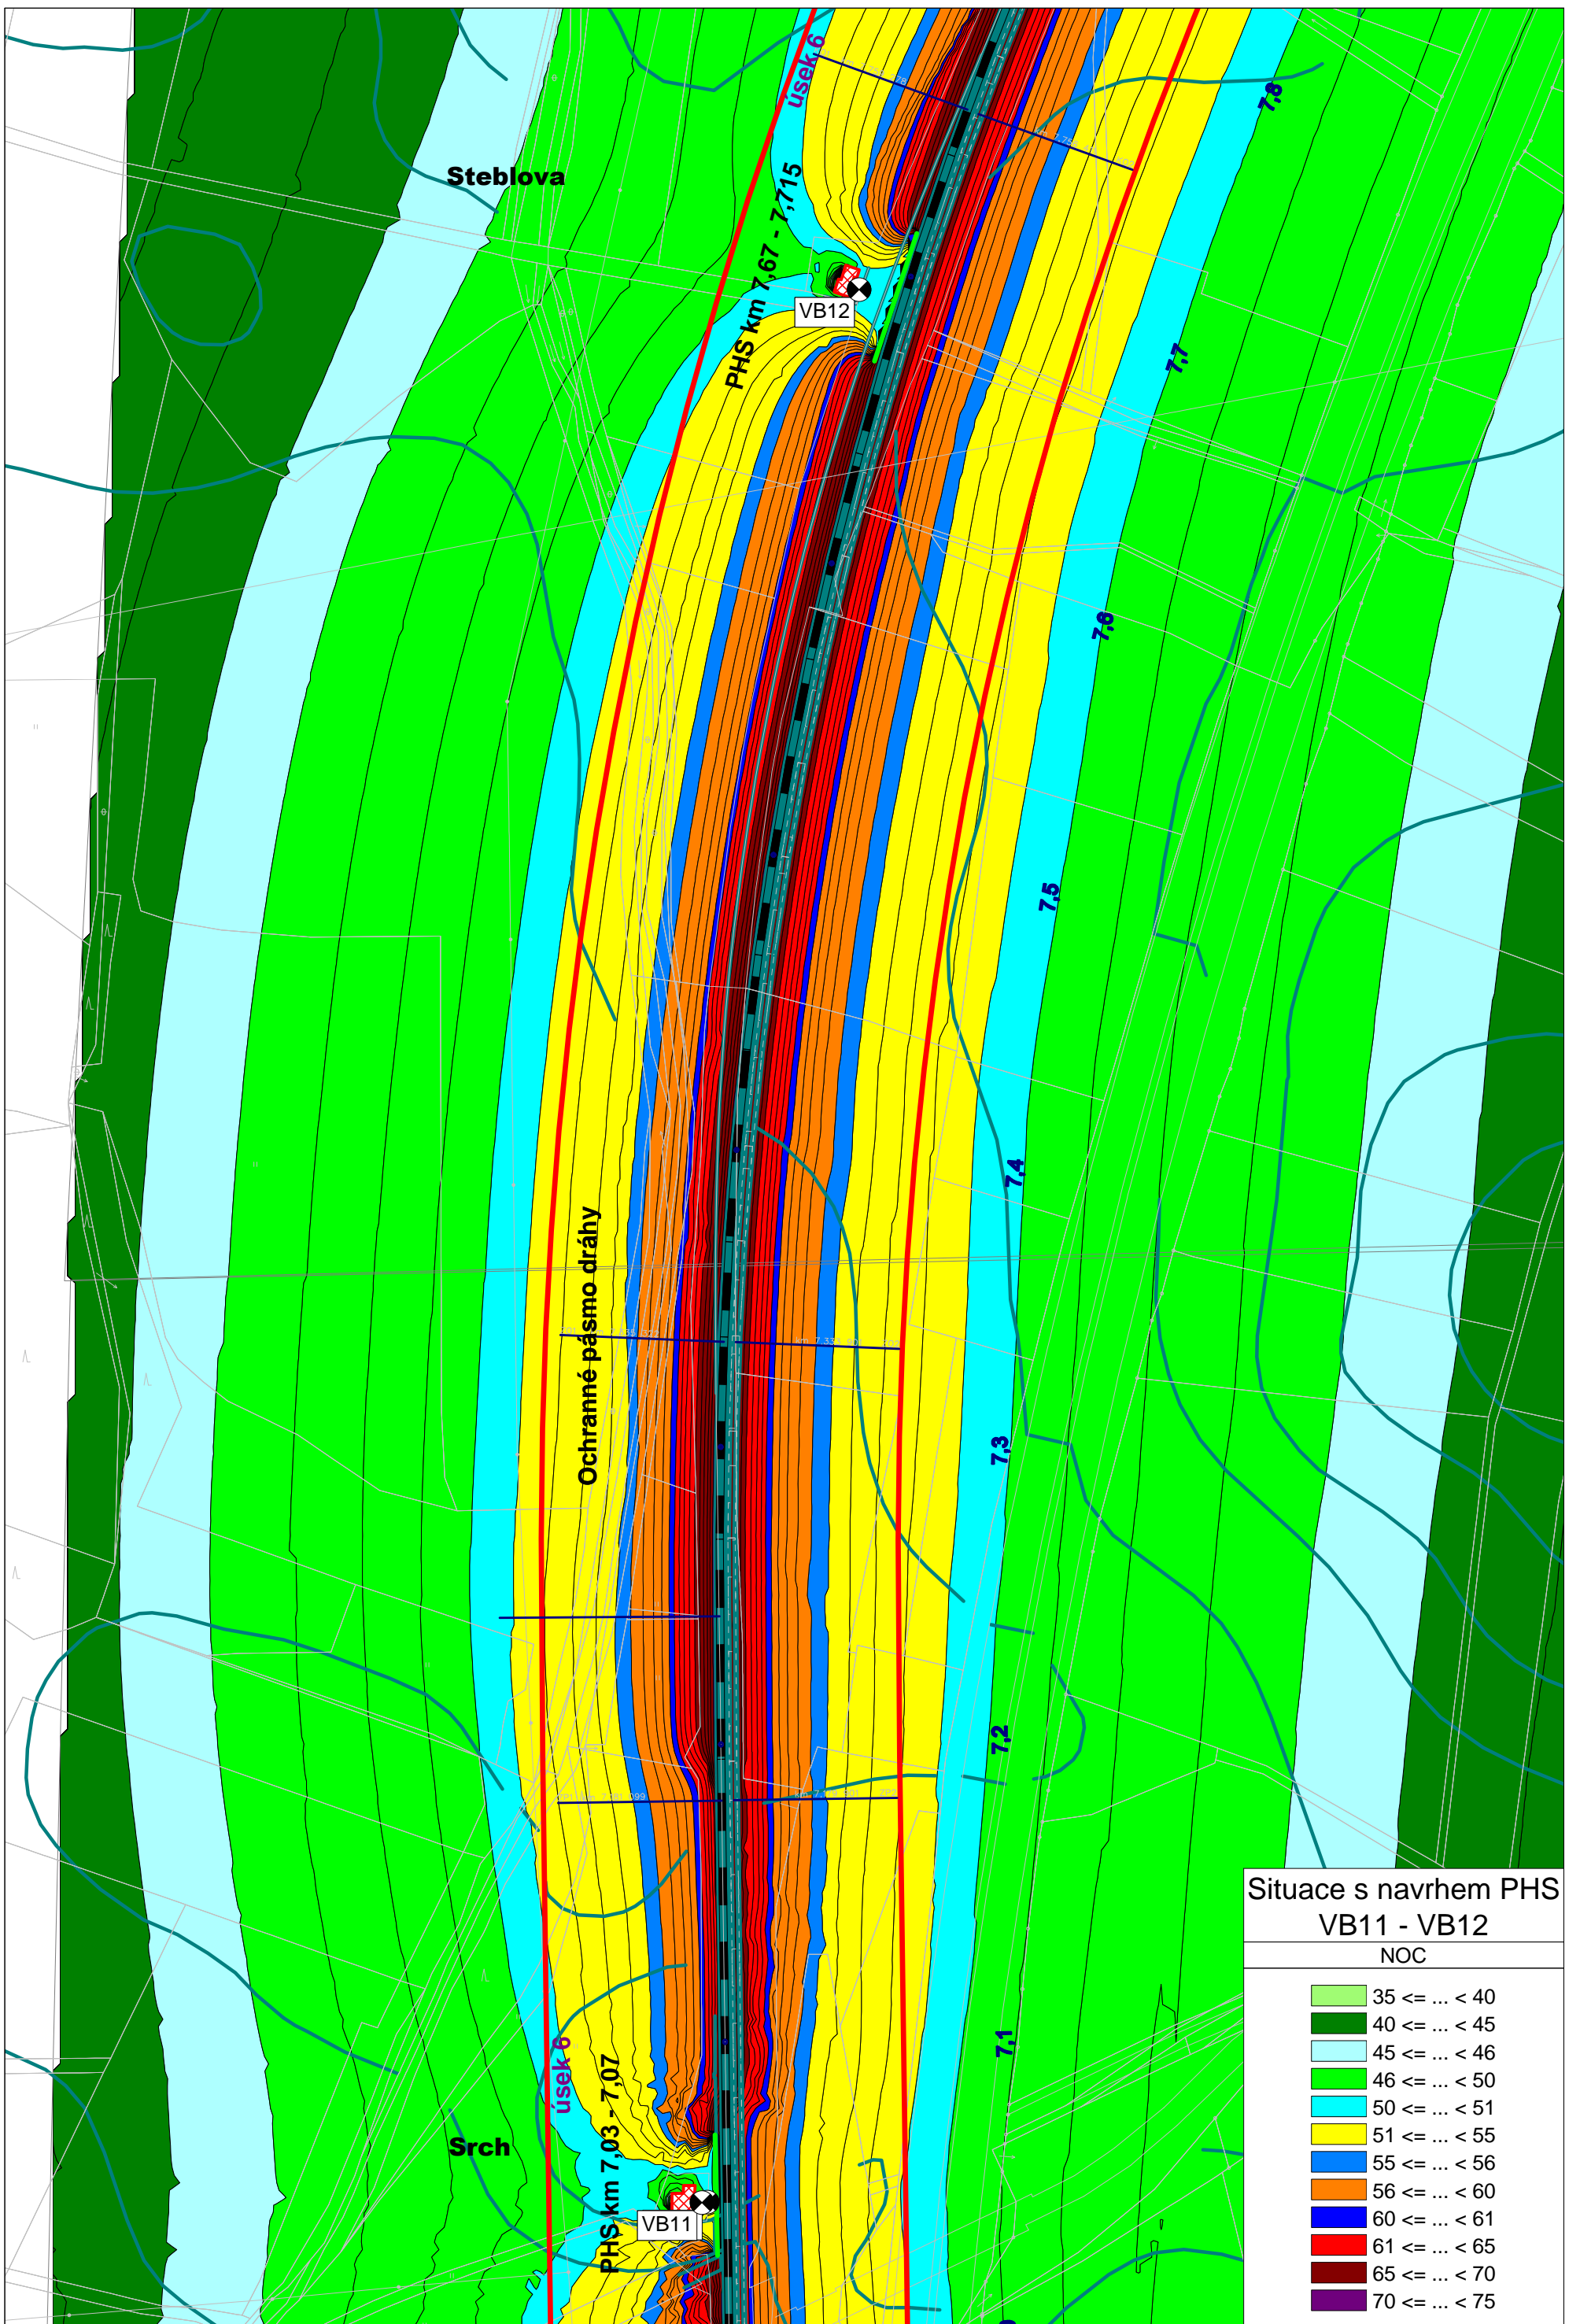 úsek 6
7,8
Steblova
PHS km 7,67 - 7,715
VB12
7,7
7,6
7,5
7,4
Ochranné pásmo dráhy
7,3
7,2
7,1
úsek 6
PHS km 7,03 - 7,07
Srch
VB11
Situace s navrhem PHS
VB11 - VB12
NOC
35 <= ... < 40
40 <= ... < 45
45 <= ... < 46
46 <= ... < 50
50 <= ... < 51
51 <= ... < 55
55 <= ... < 56
56 <= ... < 60
60 <= ... < 61
61 <= ... < 65
65 <= ... < 70
70 <= ... < 75